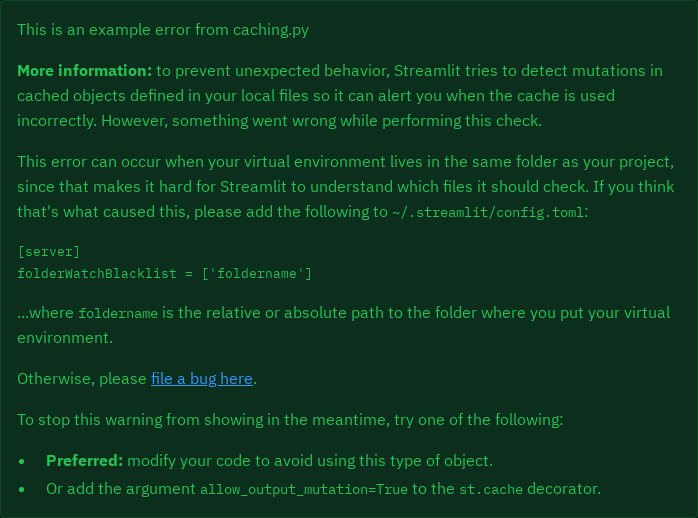 This is an example error from caching.py
More information: to prevent unexpected behavior, Streamlit tries to detect mutations in
cached objects defined in your local files so it can alert you when the cache is used
incorrectly. However, something went wrong while performing this check.
This error can occur when your virtual environment lives in the same folder as your project,
since that makes it hard for Streamlit to understand which files it should check. If you think
that's what caused this, please add the following to ~/.streamlit/config.toml:
[server]
folderWatchBlacklist = ['foldername']
...where foldername is the relative or absolute path to the folder where you put your virtual
environment.
Otherwise, please file a bug here.
To stop this warning from showing in the meantime, try one of the following:
• Preferred: modify your code to avoid using this type of object.
• Or add the argument allow_output_mutation=True to the st.cache decorator.